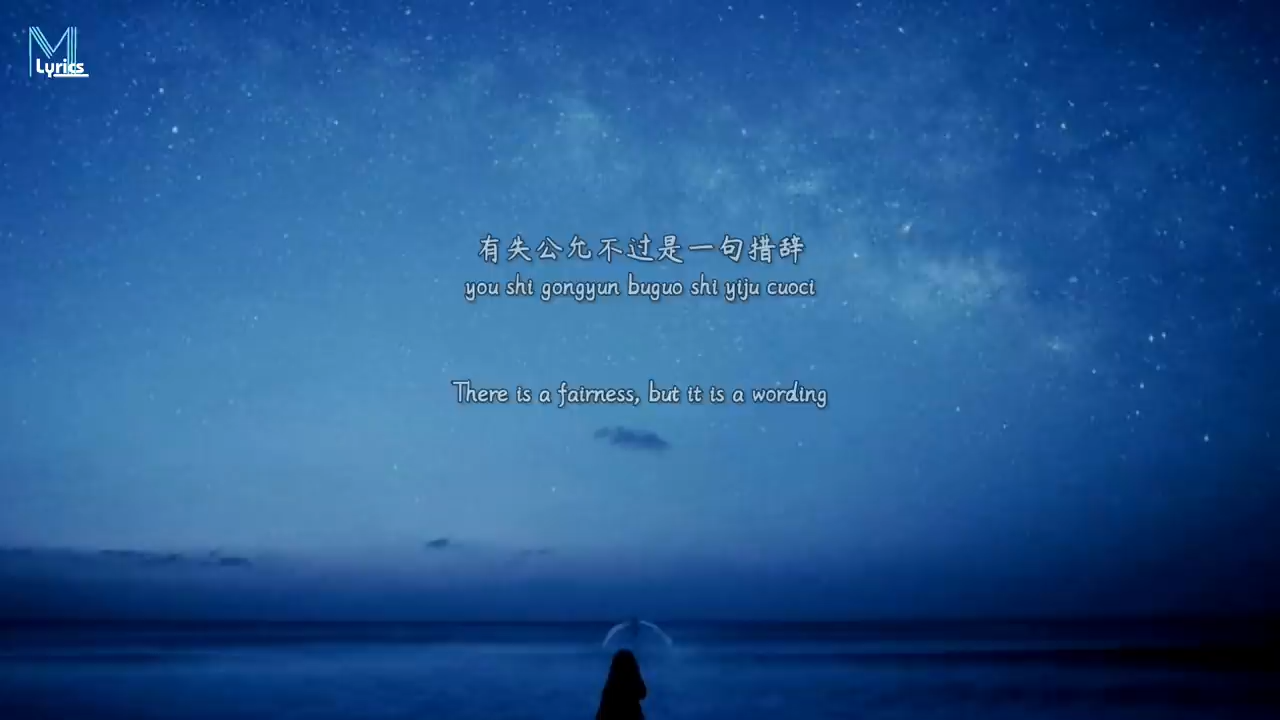 M
Lyrics
有失公允不过是一句措辞
you shi gongyun buguo shi yiju cuoci
There is a fairness, but it is a wording